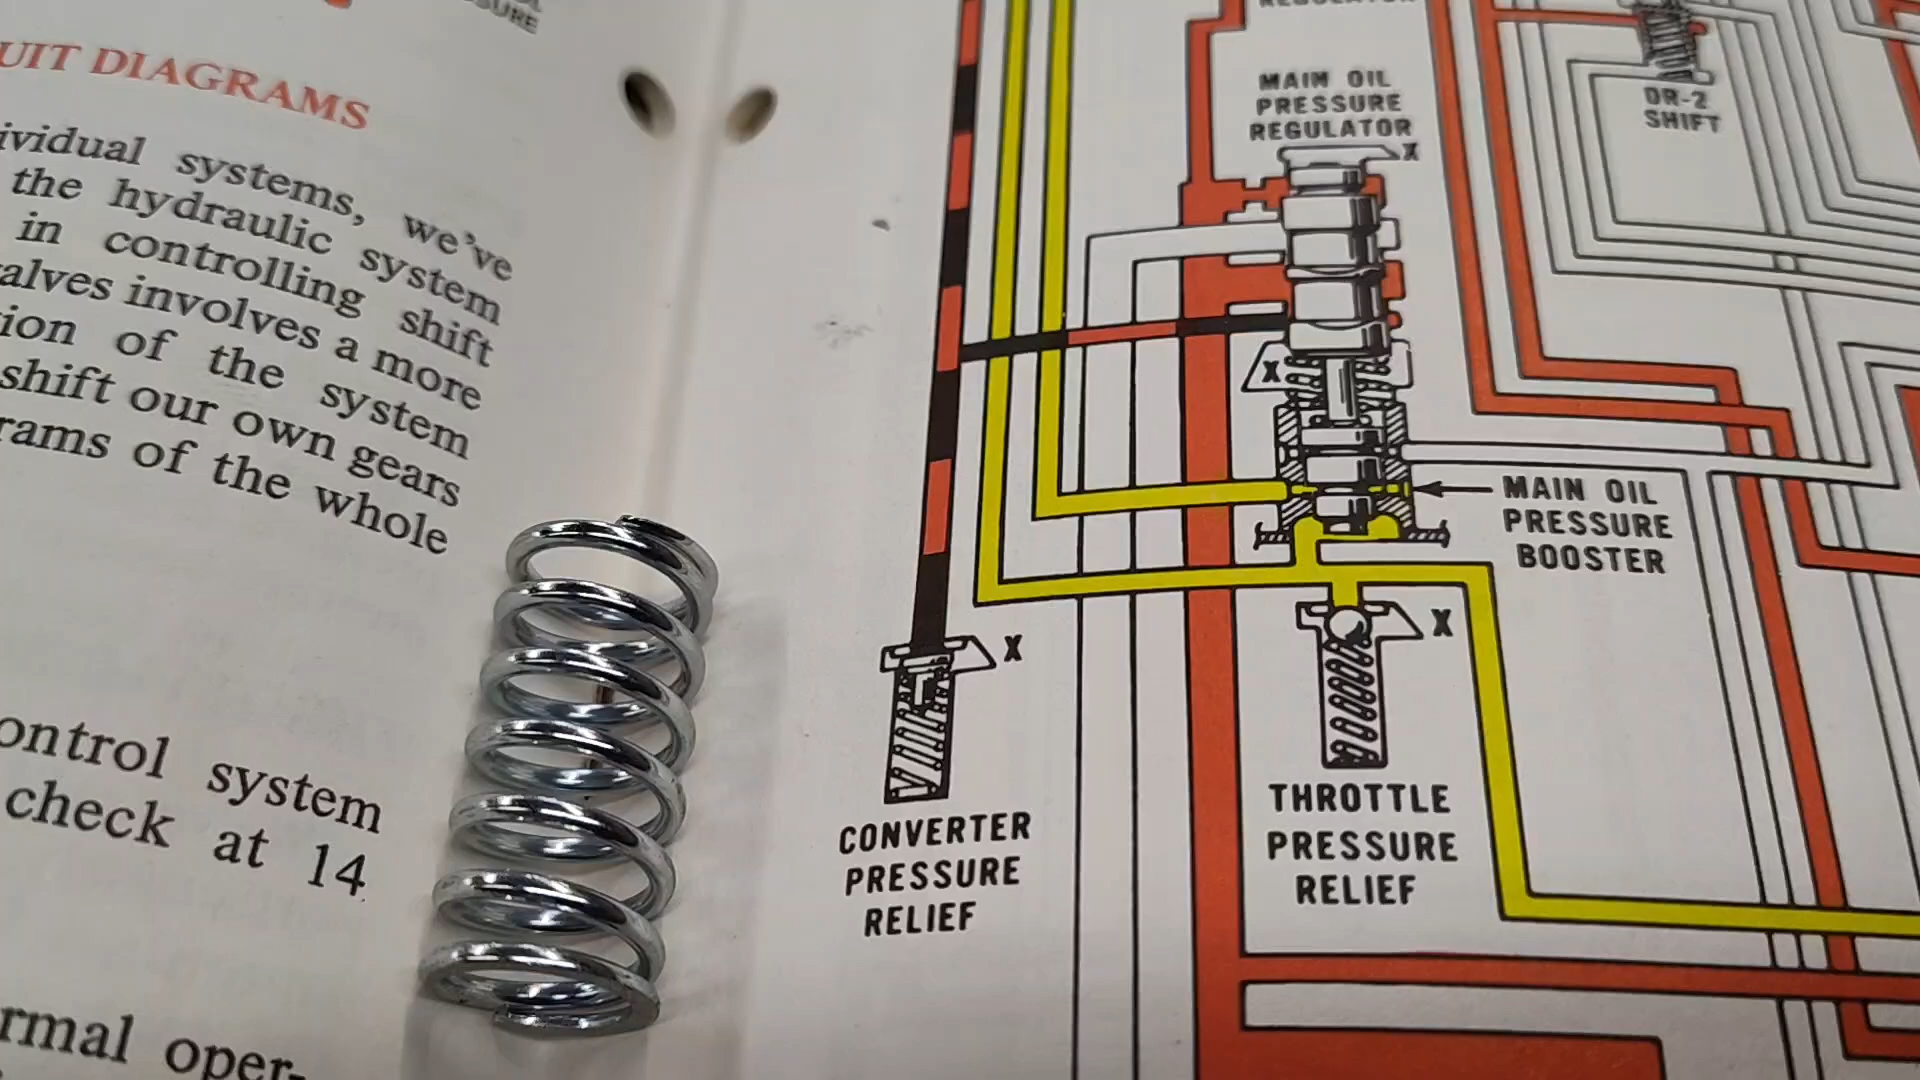 SURE
UIT DIAGRAMS
ividual systems, we've
the hydraulic system
in controlling shift
alves involves a more
ion of the system
shift our own gears
rams of the whole
ontrol system
check at 14
rmal oper-
MAIN OIL
PRESSURE
REGULATOR
X
X
DR-2
SHIFT
MAIN OIL
PRESSURE
BOOSTER
X
CONVERTER
PRESSURE
RELIEF
X
THROTTLE
PRESSURE
RELIEF